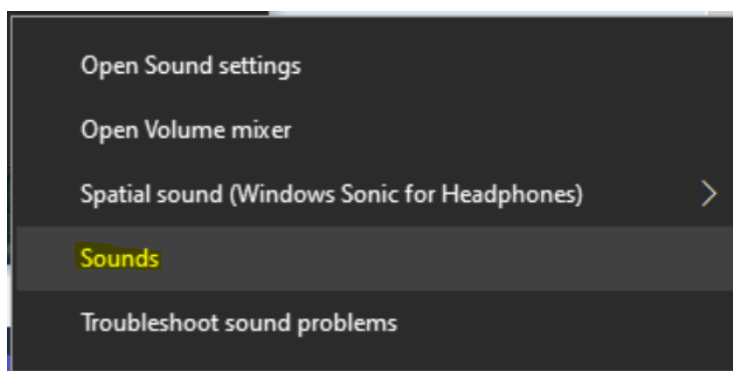 Open Sound settings
Open Volume mixer
Spatial sound (Windows Sonic for Headphones)
Sounds
Troubleshoot sound problems